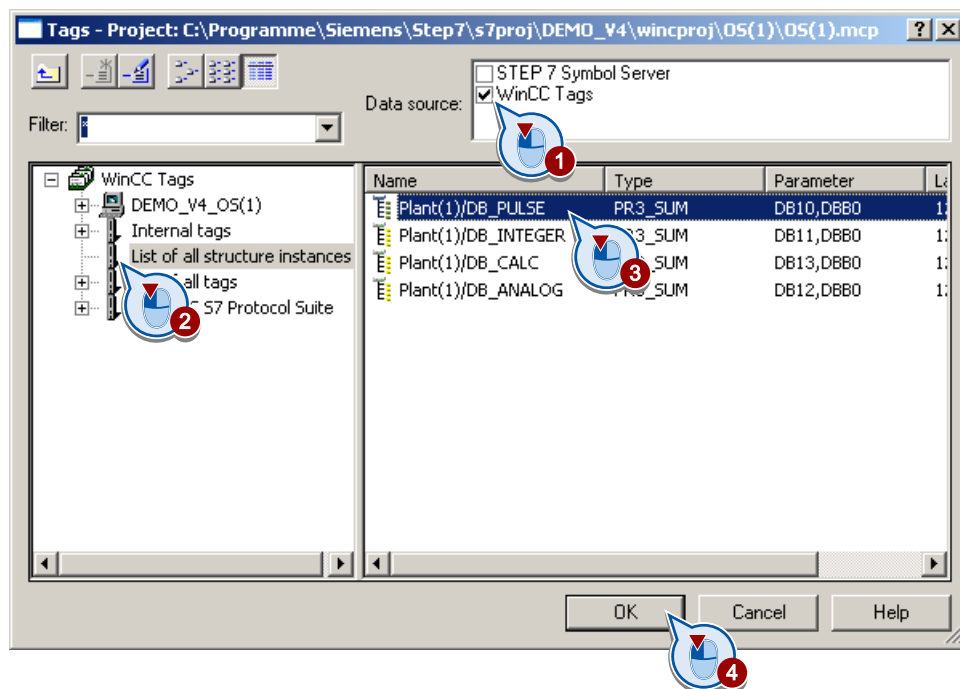 Tags - Project: C:\Programme\Siemens\Step7\s7proj\DEMO_V4\wincproj\OS(1)\OS(1).mcp
STEP 7 Symbol Server
Data source:
WinCC Tags
Filter:
*
1
WinCC Tags
DEMO_V4_OS(1)
Internal tags
List of all structure instances
all tags
S7 Protocol Suite
2
Name Type Parameter
Plant(1)/DB_PULSE PR3_SUM DB10,DBB0
Plant(1)/DB_INTEGER _SUM DB11,DBB0
Plant(1)/DB_CALC _SUM DB13,DBB0
Plant(1)/DB_ANALOG _SUM DB12,DBB0
3
OK Cancel Help
4